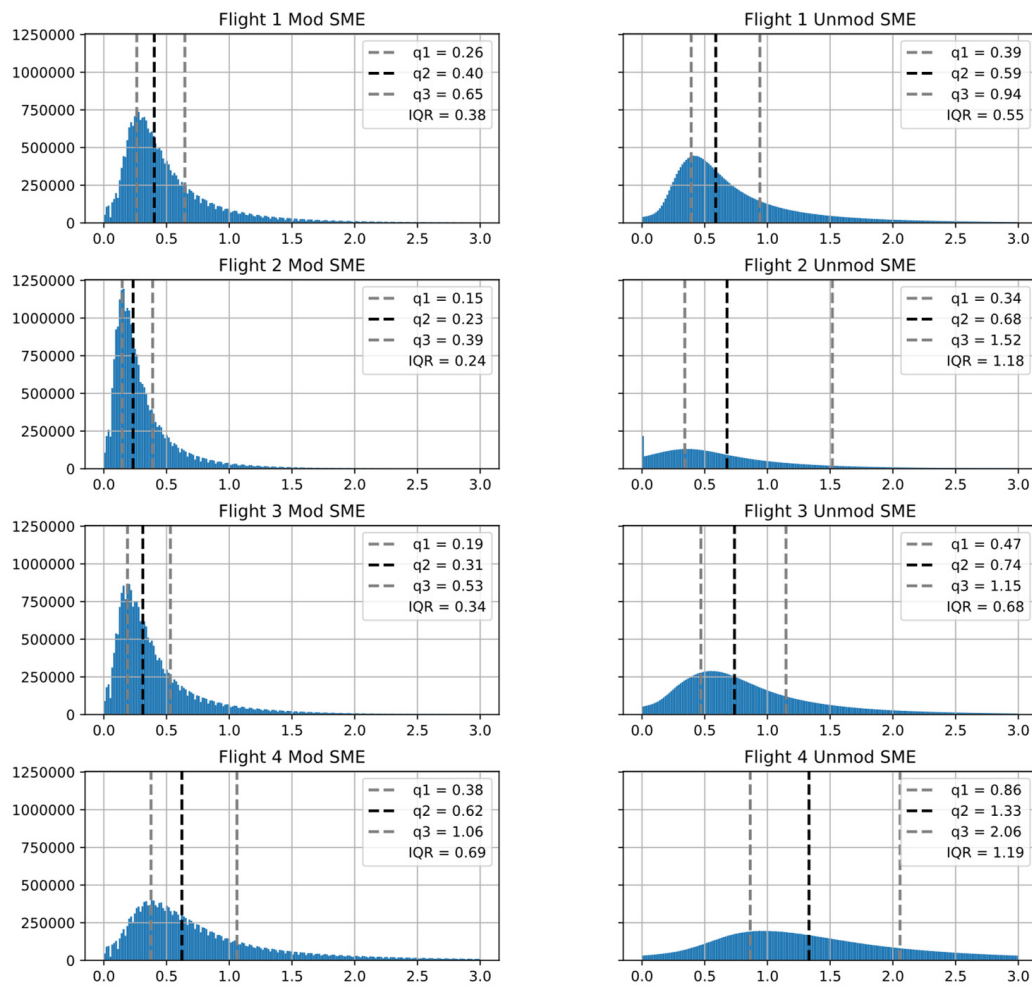 Flight 1 Mod SME
1250000
1000000
750000
500000
250000
0
q1 = 0.26
q2 = 0.40
q3 = 0.65
IQR = 0.38
0.0 0.5 1.0 1.5 2.0 2.5 3.0
Flight 1 Unmod SME
q1 = 0.39
q2 = 0.59
q3 = 0.94
IQR = 0.55
0.0 0.5 1.0 1.5 2.0 2.5 3.0
Flight 2 Mod SME
1250000
1000000
750000
500000
250000
0
q1 = 0.15
q2 = 0.23
q3 = 0.39
IQR = 0.24
0.0 0.5 1.0 1.5 2.0 2.5 3.0
Flight 2 Unmod SME
q1 = 0.34
q2 = 0.68
q3 = 1.52
IQR = 1.18
0.0 0.5 1.0 1.5 2.0 2.5 3.0
Flight 3 Mod SME
1250000
1000000
750000
500000
250000
0
q1 = 0.19
q2 = 0.31
q3 = 0.53
IQR = 0.34
0.0 0.5 1.0 1.5 2.0 2.5 3.0
Flight 3 Unmod SME
q1 = 0.47
q2 = 0.74
q3 = 1.15
IQR = 0.68
0.0 0.5 1.0 1.5 2.0 2.5 3.0
Flight 4 Mod SME
1250000
1000000
750000
500000
250000
0
q1 = 0.38
q2 = 0.62
q3 = 1.06
IQR = 0.69
0.0 0.5 1.0 1.5 2.0 2.5 3.0
Flight 4 Unmod SME
q1 = 0.86
q2 = 1.33
q3 = 2.06
IQR = 1.19
0.0 0.5 1.0 1.5 2.0 2.5 3.0